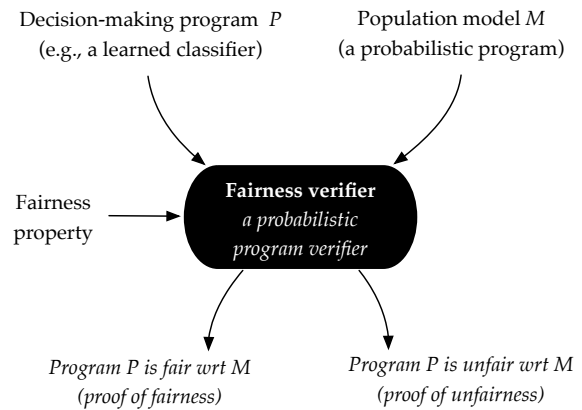 Decision-making program P
(e.g., a learned classifier)
Population model M
(a probabilistic program)
Fairness
property
Fairness verifier
a probabilistic
program verifier
Program P is fair wrt M
(proof of fairness)
Program P is unfair wrt M
(proof of unfairness)